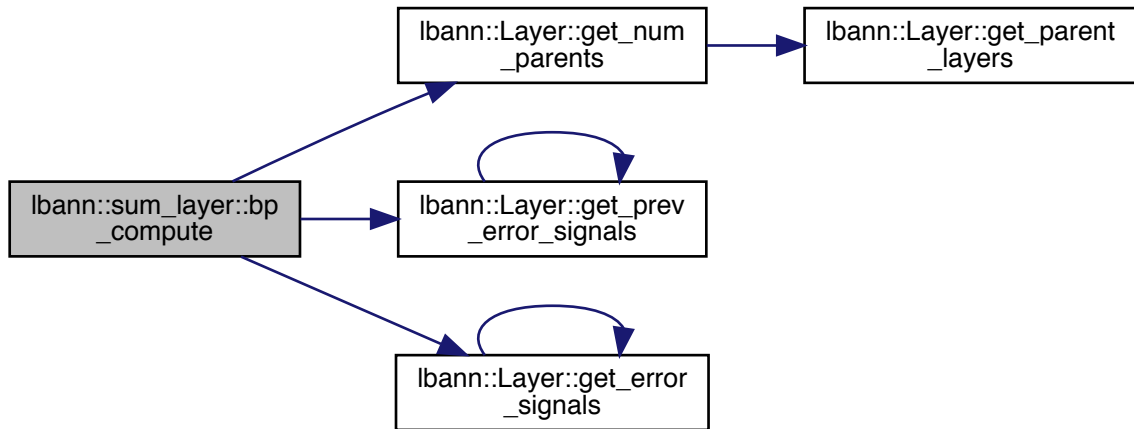 lbann::Layer::get_num
_parents
lbann::Layer::get_parent
_layers
lbann::sum_layer::bp
_compute
lbann::Layer::get_prev
_error_signals
lbann::Layer::get_error
_signals